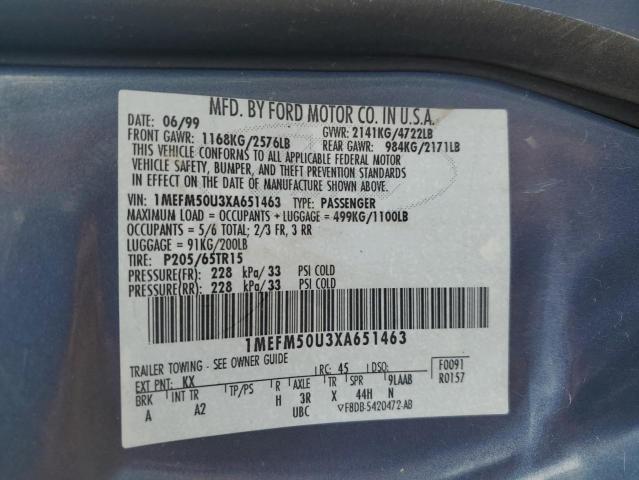 MFD. BY FORD MOTOR CO. IN U.S.A.
DATE: 06/99 GVWR: 2141KG/4722LB
FRONT GAWR: 1168KG/2576LB REAR GAWR: 984KG/2171LB
THIS VEHICLE CONFORMS TO ALL APPLICABLE FEDERAL MOTOR
VEHICLE SAFETY, BUMPER, AND THEFT PREVENTION STANDARDS
IN EFFECT ON THE DATE OF MANUFACTURE SHOWN ABOVE.
VIN: 1MEFM50U3XA651463 TYPE: PASSENGER
MAXIMUM LOAD = OCCUPANTS + LUGGAGE = 499KG/1100LB
OCCUPANTS = 5/6 TOTAL; 2/3 FR, 3 RR
LUGGAGE = 91KG/200LB
TIRE: P205/65TR15
PRESSURE(FR): 228 kPa/33 PSI COLD
PRESSURE(RR): 228 kPa/33 PSI COLD
1MEFM50U3XA651463
TRAILER TOWING - SEE OWNER GUIDE
EXT PNT: KX RC: 45 DSO: F0091
BRK INT TR TP/PS R AXLE TR SPR 9LAAB R0157
A A2 H 3R X 44H N
UBC VF8DB-5420472-AB